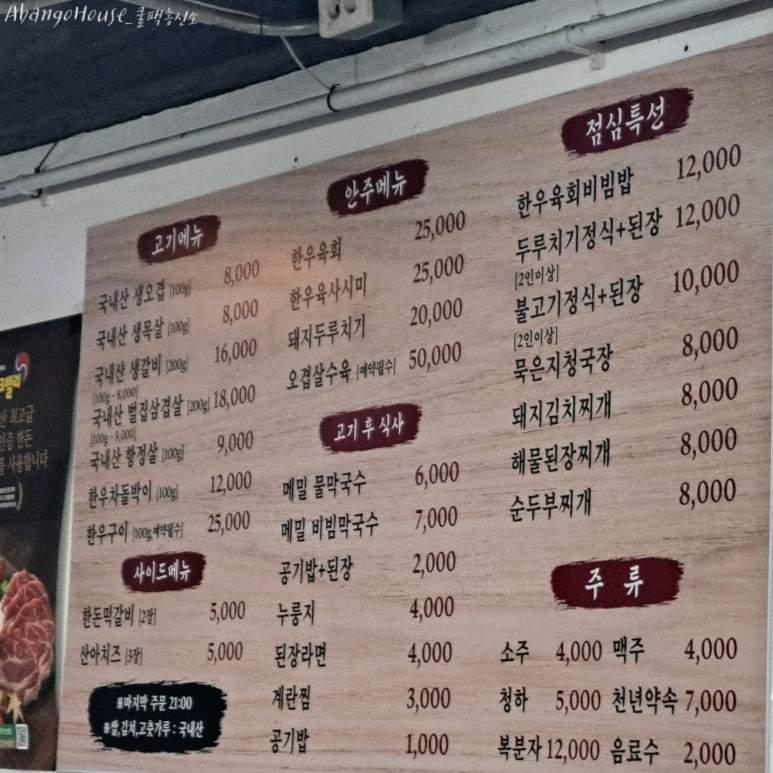 AbangoHouse_쿨팩흥신소
고기메뉴
국내산 생오겹 [100g] 8,000
국내산 생목살 [100g] 8,000
국내산 생갈비 [200g] 16,000
[100g - 8,000]
국내산 벌집삼겹살 [200g] 18,000
[100g - 9,000]
국내산 항정살 [100g] 9,000
한우차돌박이 [100g] 12,000
한우구이 [100g,예약필수] 25,000
사이드메뉴
한돈떡갈비 [2장] 5,000
산아치즈 [3장] 5,000
※마지막 주문 21:00
※쌀,김치,고춧가루 : 국내산
안주메뉴
한우육회 25,000
한우육사시미 25,000
돼지두루치기 20,000
오겹살수육 [예약필수] 50,000
고기 후 식사
메밀 물막국수 6,000
메밀 비빔막국수 7,000
공기밥+된장 2,000
누룽지 4,000
된장라면 4,000
계란찜 3,000
공기밥 1,000
점심특선
한우육회비빔밥 12,000
두루치기정식+된장 12,000
[2인이상]
불고기정식+된장 10,000
[2인이상]
묵은지청국장 8,000
돼지김치찌개 8,000
해물된장찌개 8,000
순두부찌개 8,000
주 류
소주 4,000 맥주 4,000
청하 5,000 천년약속 7,000
복분자 12,000 음료수 2,000
최고급
인증 한돈
사용합니다